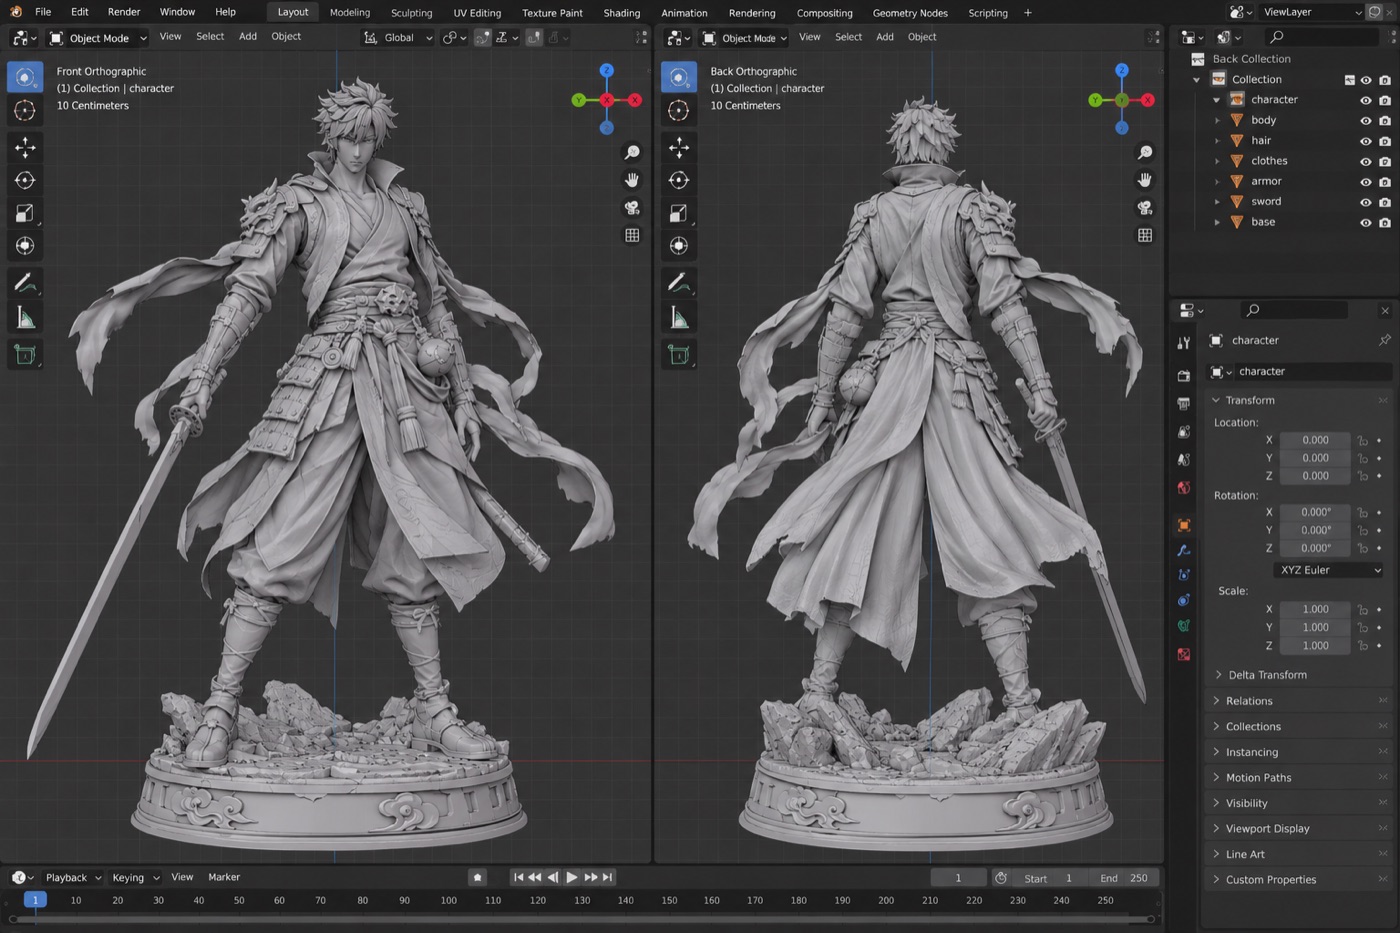 File Edit Render Window Help Layout Modeling Sculpting UV Editing Texture Paint Shading Animation Rendering Compositing Geometry Nodes Scripting + ViewLayer
Object Mode View Select Add Object Global
Front Orthographic
(1) Collection | character
10 Centimeters
Z
Y
X
X
Object Mode View Select Add Object
Back Orthographic
(1) Collection | character
10 Centimeters
Z
Y
X
Back Collection
Collection
character
body
hair
clothes
armor
sword
base
character
character
Transform
Location:
X 0.000
Y 0.000
Z 0.000
Rotation:
X 0.000°
Y 0.000°
Z 0.000°
XYZ Euler
Scale:
X 1.000
Y 1.000
Z 1.000
Delta Transform
Relations
Collections
Instancing
Motion Paths
Visibility
Viewport Display
Line Art
Custom Properties
Playback Keying View Marker 1 Start 1 End 250
1 10 20 30 40 50 60 70 80 90 100 110 120 130 140 150 160 170 180 190 200 210 220 230 240 250